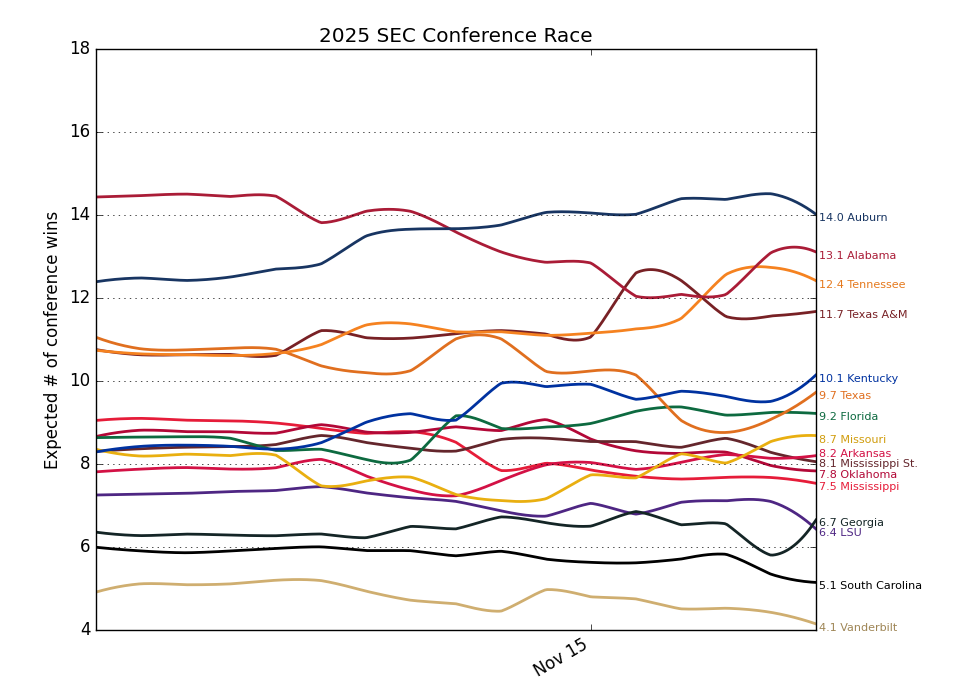 2025 SEC Conference Race
Expected # of conference wins
18
16
14
12
10
8
6
4
14.0 Auburn
13.1 Alabama
12.4 Tennessee
11.7 Texas A&M
10.1 Kentucky
9.7 Texas
9.2 Florida
8.7 Missouri
8.2 Arkansas
8.1 Mississippi St.
7.8 Oklahoma
7.5 Mississippi
6.7 Georgia
6.4 LSU
5.1 South Carolina
4.1 Vanderbilt
Nov 15